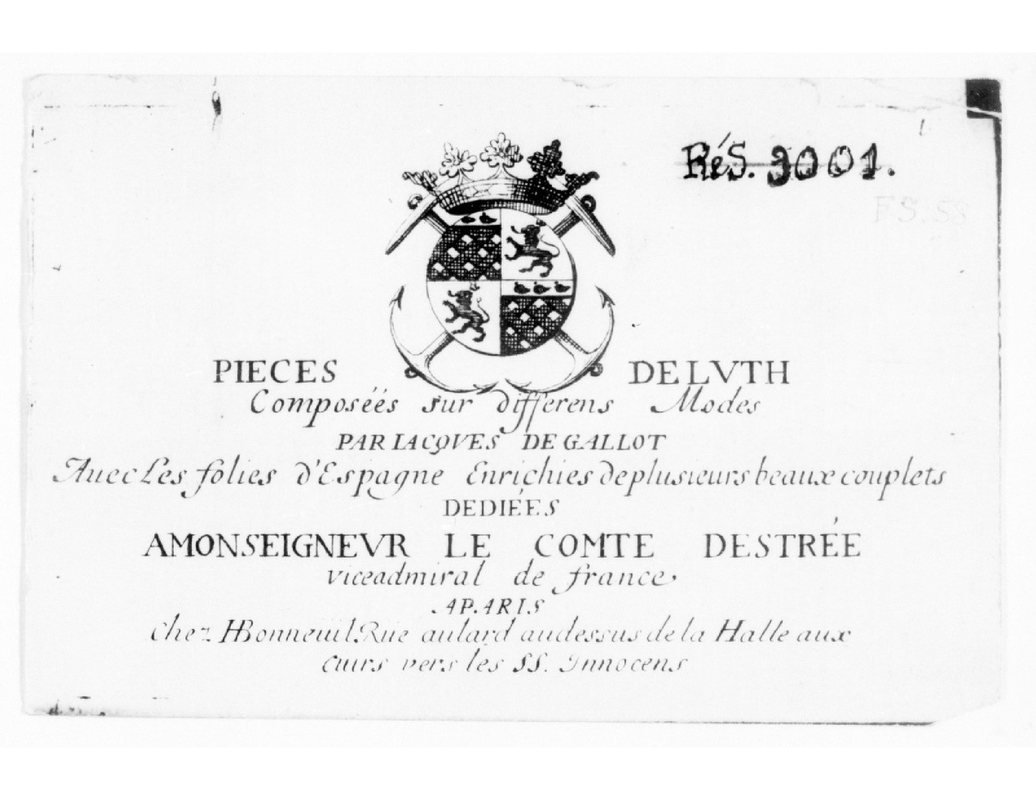 RéS. 3001.
PIECES DE LVTH
Composéés sur differens Modes
PAR IACQVES DE GALLOT
Auec Les folies d'Espagne Enrichies de plusieurs beaux couplets
DEDIÉES
A MONSEIGNEVR LE COMTE DESTRÉE
viceadmiral de france.
A PARIS
chez HBonneuil. Rue aulard audessus de la Halle aux
cuirs vers les SS. Innocens